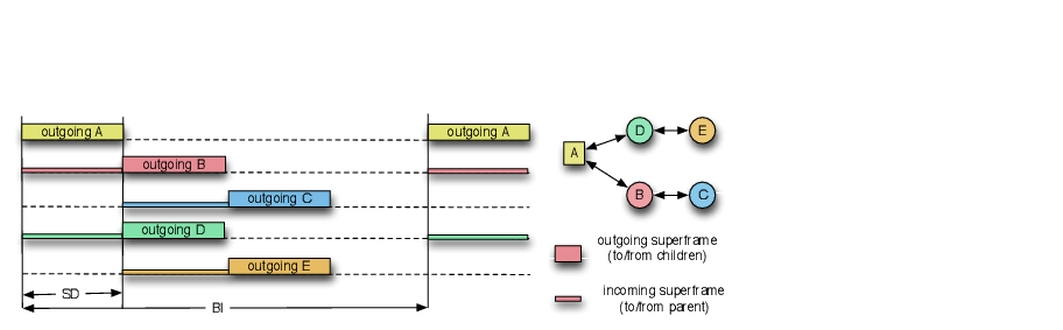 outgoing A
outgoing A
outgoing B
outgoing C
outgoing D
outgoing E
SD
BI
A
D
E
B
C
outgoing superframe
(to/from children)
incoming superframe
(to/from parent)